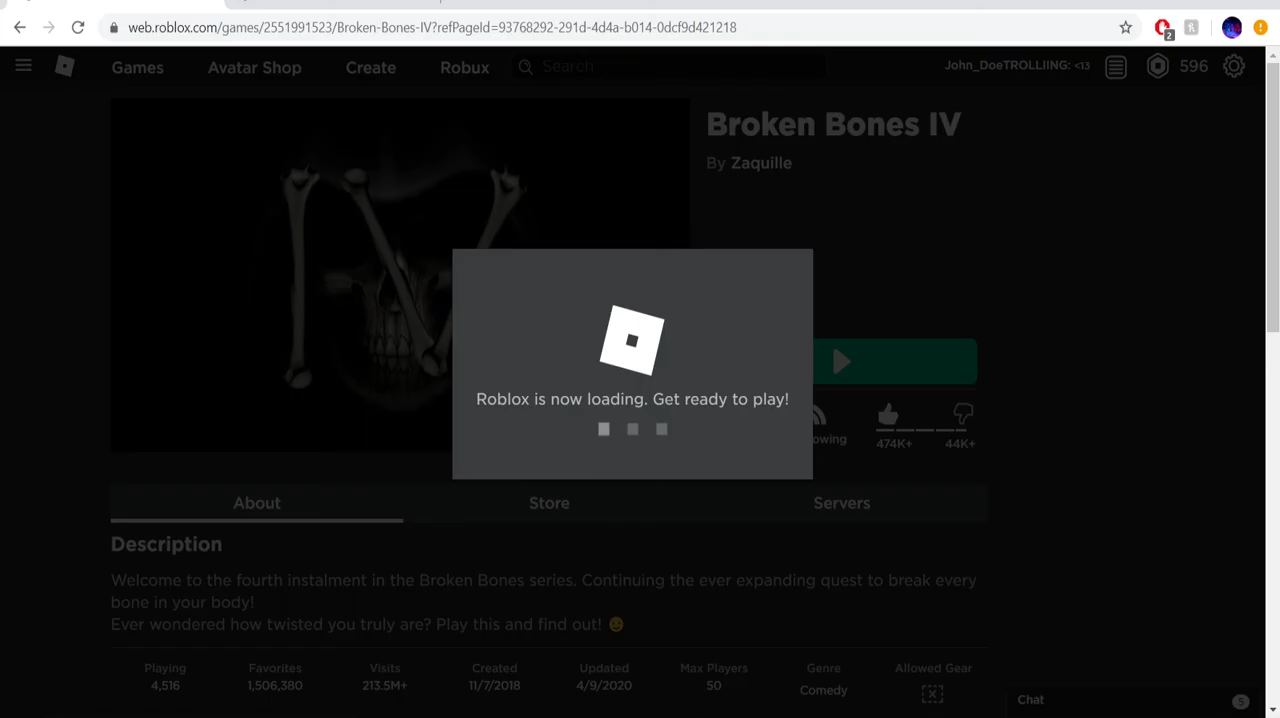 web.roblox.com/games/2551991523/Broken-Bones-IV?refPageId=93768292-291d-4d4a-b014-0dcf9d421218
2
Games
Avatar Shop
Create
Robux
Search
John_DoeTROLLIING: <13
596
Broken Bones IV
By Zaquille
Roblox is now loading. Get ready to play!
owing
474K+
44K+
About
Store
Servers
Description
Welcome to the fourth instalment in the Broken Bones series. Continuing the ever expanding quest to break every
bone in your body!
Ever wondered how twisted you truly are? Play this and find out! 😉
Playing
Favorites
Visits
Created
Updated
Max Players
Genre
Allowed Gear
4,516
1,506,380
213.5M+
11/7/2018
4/9/2020
50
Comedy
Chat
5